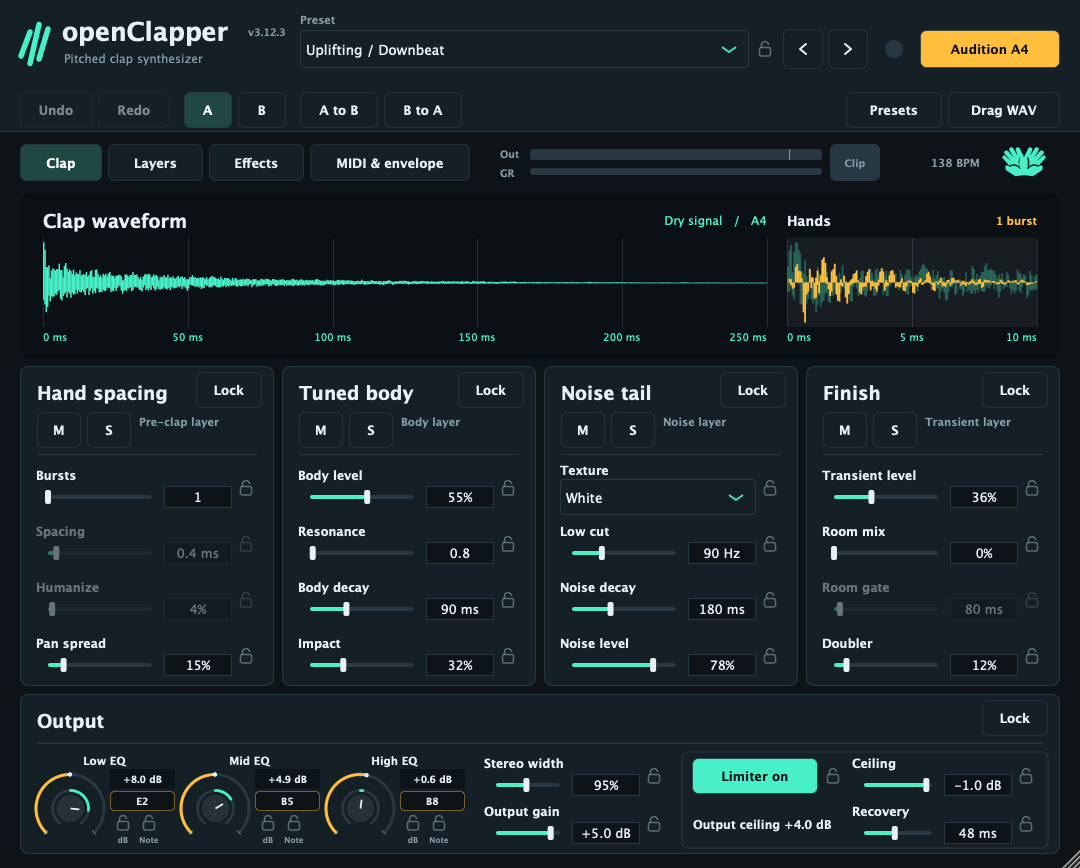 openClapper v3.12.3
Pitched clap synthesizer
Preset
Uplifting / Downbeat
Audition A4
Undo Redo A B A to B B to A Presets Drag WAV
Clap Layers Effects MIDI & envelope
Out
GR
Clip
138 BPM
Clap waveform Dry signal / A4
0 ms 50 ms 100 ms 150 ms 200 ms 250 ms
Hands 1 burst
0 ms 5 ms 10 ms
Hand spacing Lock
M S Pre-clap layer
Bursts
1
Spacing
0.4 ms
Humanize
4%
Pan spread
15%
Tuned body Lock
M S Body layer
Body level
55%
Resonance
0.8
Body decay
90 ms
Impact
32%
Noise tail Lock
M S Noise layer
Texture
White
Low cut
90 Hz
Noise decay
180 ms
Noise level
78%
Finish Lock
M S Transient layer
Transient level
36%
Room mix
0%
Room gate
80 ms
Doubler
12%
Output Lock
Low EQ
+8.0 dB
E2
dB Note
Mid EQ
+4.9 dB
B5
dB Note
High EQ
+0.6 dB
B8
dB Note
Stereo width
95%
Output gain
+5.0 dB
Limiter on
Output ceiling +4.0 dB
Ceiling
-1.0 dB
Recovery
48 ms